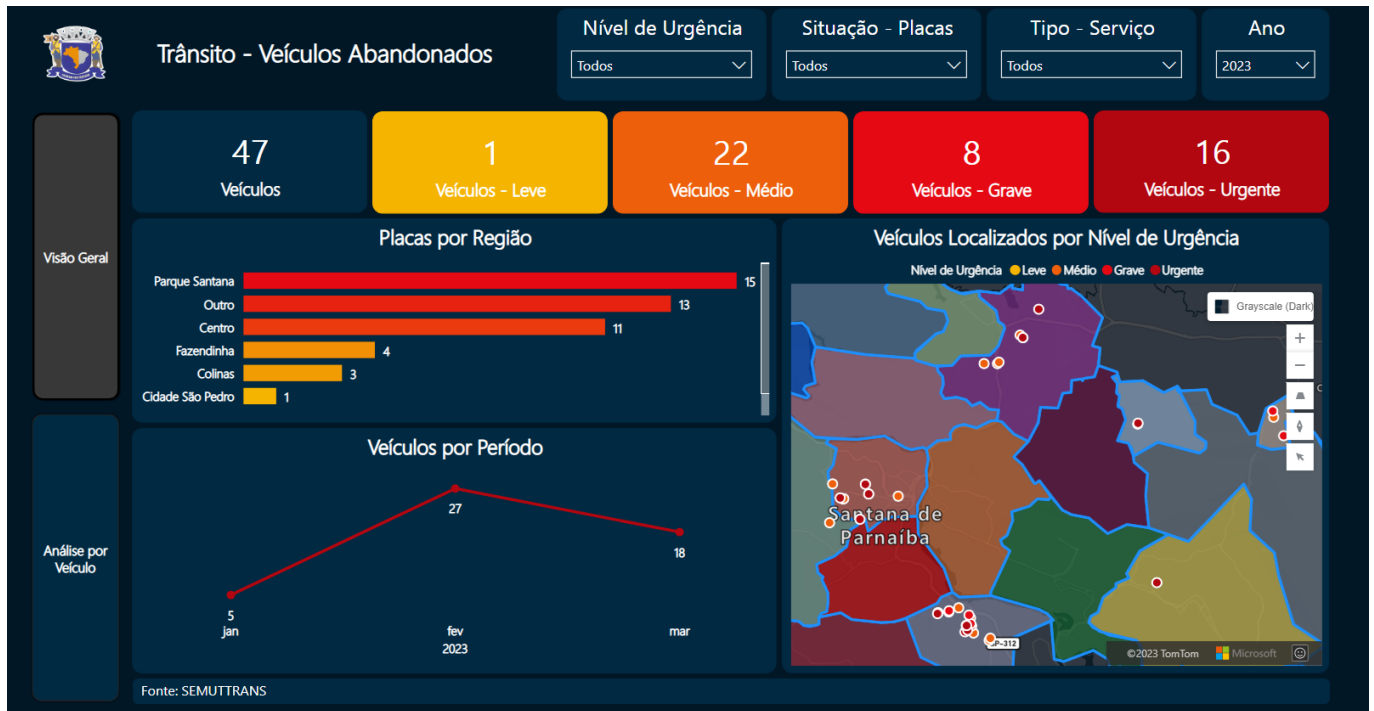 Trânsito - Veículos Abandonados
Nível de Urgência
Todos
Situação - Placas
Todos
Tipo - Serviço
Todos
Ano
2023
Visão Geral
Análise por
Veículo
47
Veículos
1
Veículos - Leve
22
Veículos - Médio
8
Veículos - Grave
16
Veículos - Urgente
Placas por Região
Parque Santana 15
Outro 13
Centro 11
Fazendinha 4
Colinas 3
Cidade São Pedro 1
Veículos por Período
27
18
5
jan fev mar
2023
Veículos Localizados por Nível de Urgência
Nível de Urgência Leve Médio Grave Urgente
Grayscale (Dark)
Santana de
Parnaíba
SP-312
©2023 TomTom Microsoft
Fonte: SEMUTTRANS